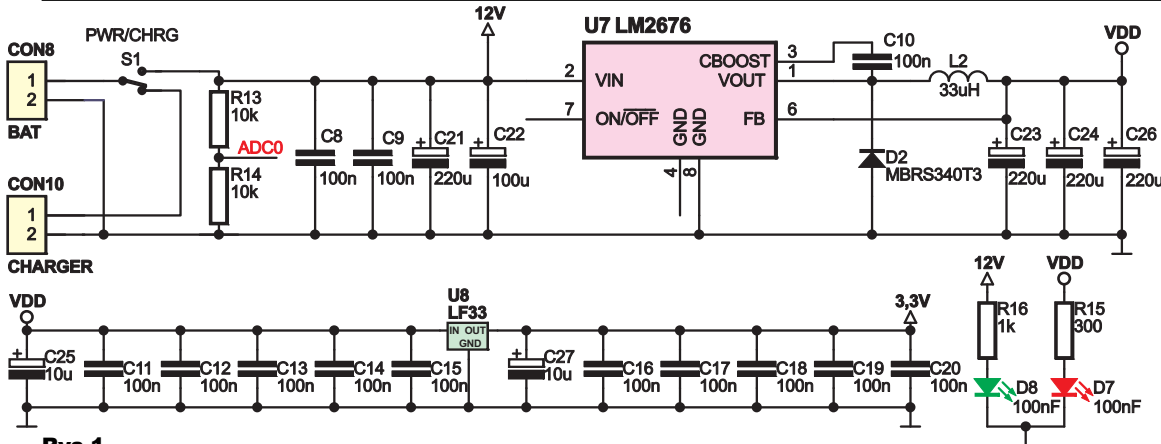 12V
U7 LM2676
PWR/CHRG
S1
CON8
1
2
BAT
R13
10k
ADC0
R14
10k
CON10
1
2
CHARGER
C8
100n
C9
100n
C21
+
220u
C22
+
100u
2
VIN
7
ON/OFF
CBOOST
3
VOUT
1
FB
6
GND
GND
4
8
C10
100n
L2
33uH
VDD
D2
MBRS340T3
C23
+
220u
C24
+
220u
C26
+
220u
VDD
C25
+
10u
C11
100n
C12
100n
C13
100n
C14
100n
C15
100n
U8
LF33
IN OUT
GND
C27
+
10u
C16
100n
C17
100n
C18
100n
C19
100n
3,3V
C20
100n
12V
R16
1k
D8
100nF
VDD
R15
300
D7
100nF